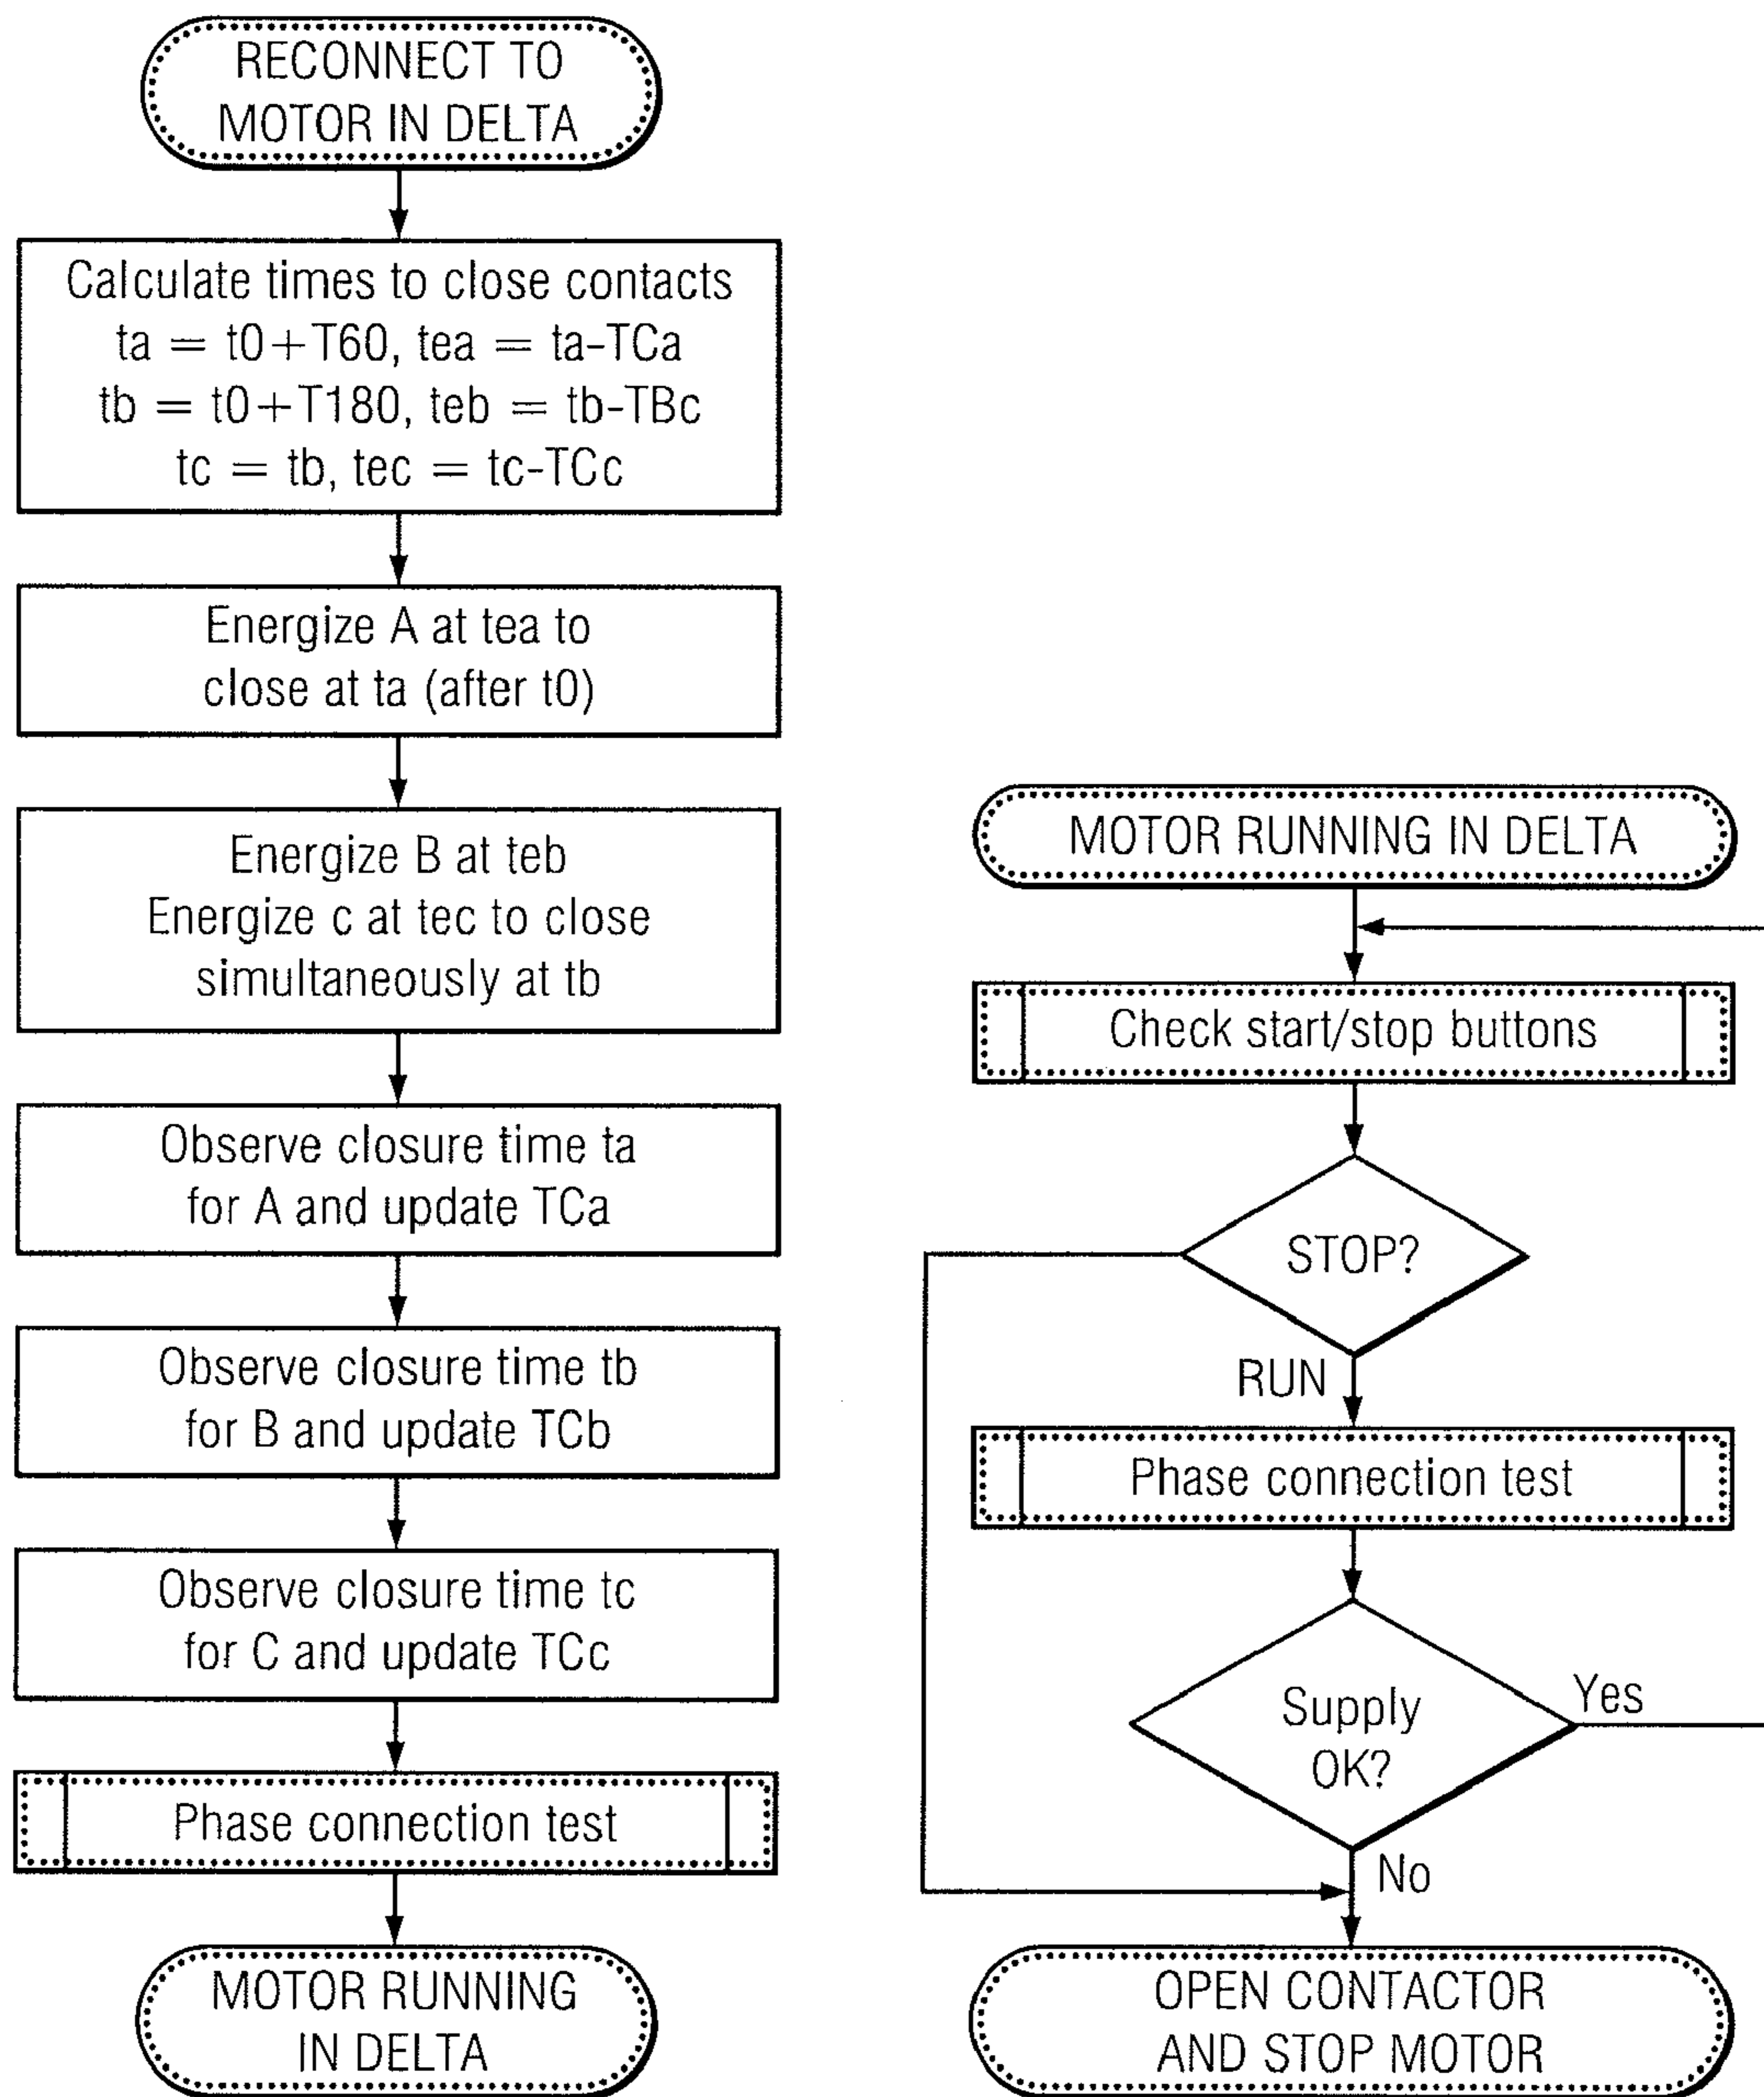 RECONNECT TO
MOTOR IN DELTA
Calculate times to close contacts
ta = t0+T60, tea = ta-TCa
tb = t0+T180, teb = tb-TBc
tc = tb, tec = tc-TCc
Energize A at tea to
close at ta (after t0)
Energize B at teb
Energize c at tec to close
simultaneously at tb
Observe closure time ta
for A and update TCa
Observe closure time tb
for B and update TCb
Observe closure time tc
for C and update TCc
Phase connection test
MOTOR RUNNING
IN DELTA
MOTOR RUNNING IN DELTA
Check start/stop buttons
STOP?
RUN
Phase connection test
Supply
OK?
Yes
No
OPEN CONTACTOR
AND STOP MOTOR